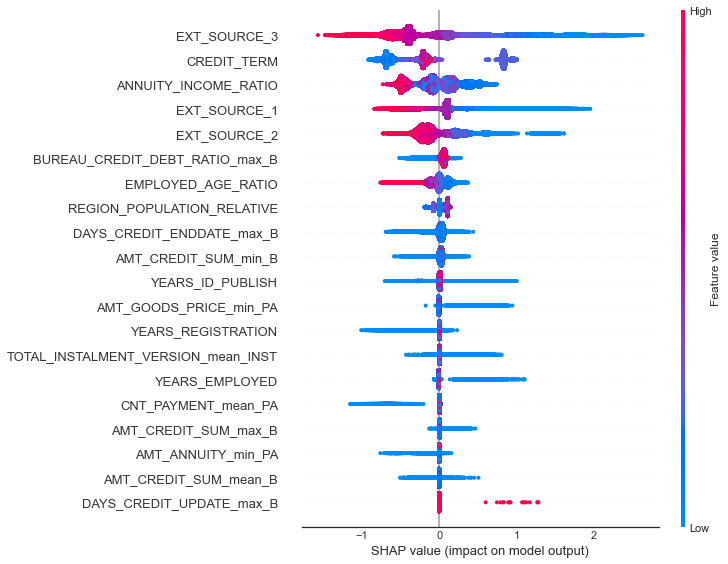 High
EXT_SOURCE_3
CREDIT_TERM
ANNUITY_INCOME_RATIO
EXT_SOURCE_1
EXT_SOURCE_2
BUREAU_CREDIT_DEBT_RATIO_max_B
EMPLOYED_AGE_RATIO
REGION_POPULATION_RELATIVE
DAYS_CREDIT_ENDDATE_max_B
AMT_CREDIT_SUM_min_B
YEARS_ID_PUBLISH
AMT_GOODS_PRICE_min_PA
YEARS_REGISTRATION
TOTAL_INSTALMENT_VERSION_mean_INST
YEARS_EMPLOYED
CNT_PAYMENT_mean_PA
AMT_CREDIT_SUM_max_B
AMT_ANNUITY_min_PA
AMT_CREDIT_SUM_mean_B
DAYS_CREDIT_UPDATE_max_B
Feature value
Low
−1 0 1 2
SHAP value (impact on model output)